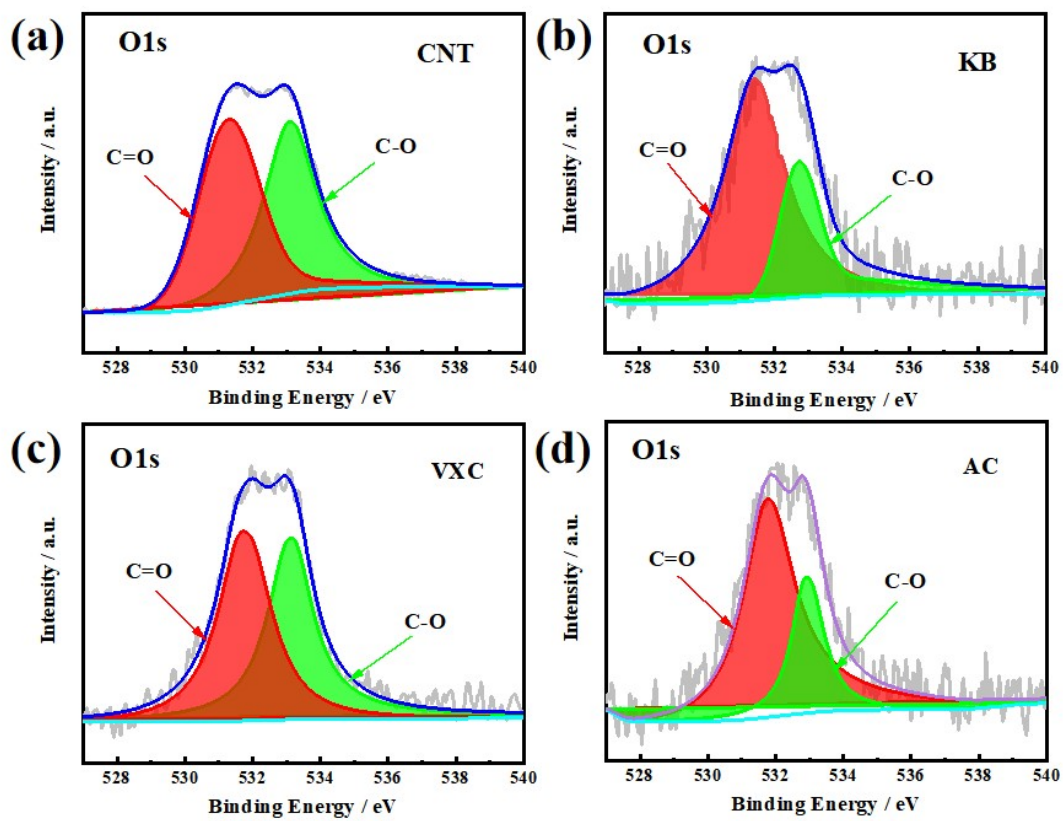 (a)
O1s
CNT
C=O
C-O
Intensity / a.u.
528 530 532 534 536 538 540
Binding Energy / eV
(b)
O1s
KB
C=O
C-O
Intensity / a.u.
528 530 532 534 536 538 540
Binding Energy / eV
(c)
O1s
VXC
C=O
C-O
Intensity / a.u.
528 530 532 534 536 538 540
Binding Energy / eV
(d)
O1s
AC
C=O
C-O
Intensity / a.u.
528 530 532 534 536 538 540
Binding Energy / eV